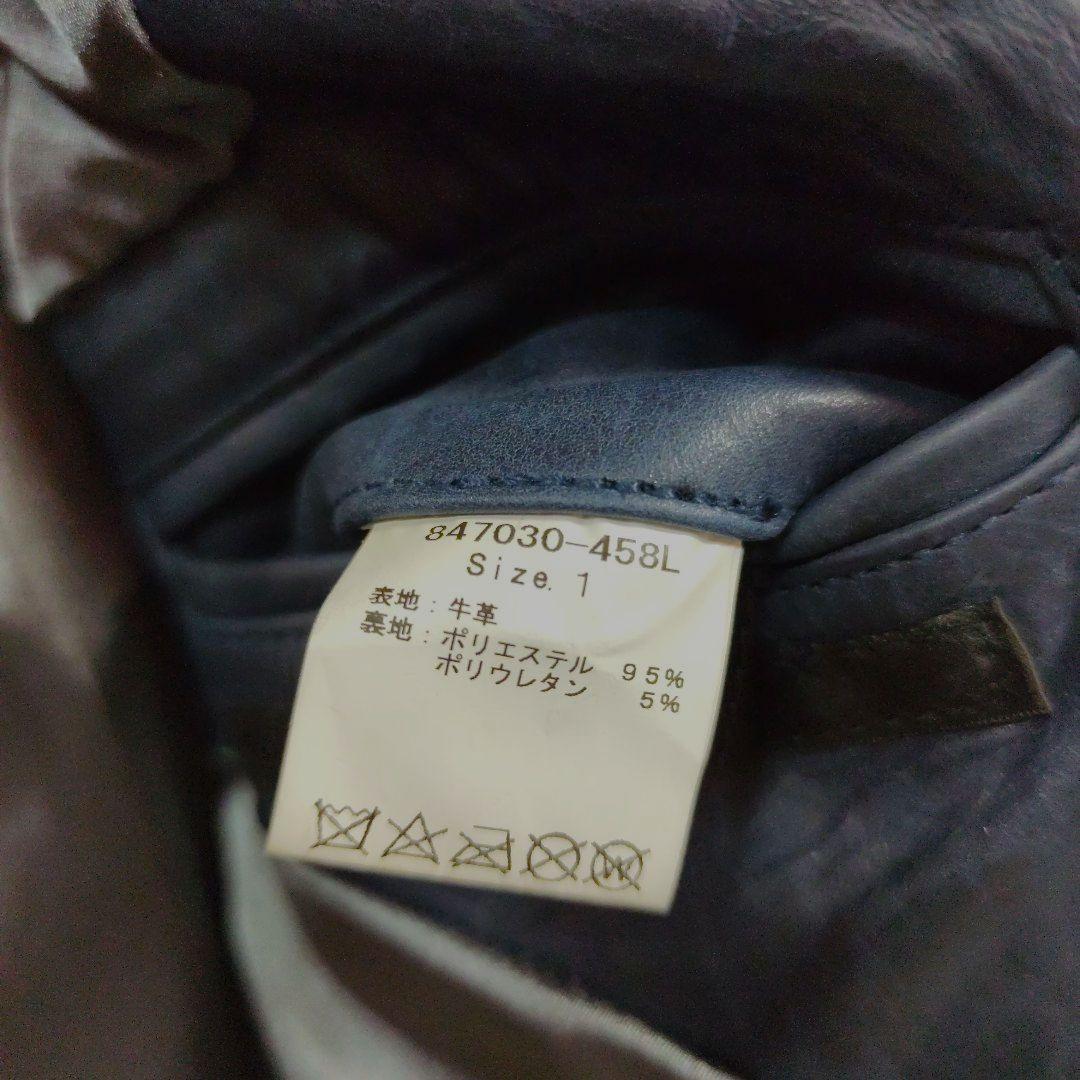 847030-458L
Size. 1
表地：牛革
裏地：ポリエステル 95%
ポリウレタン 5%